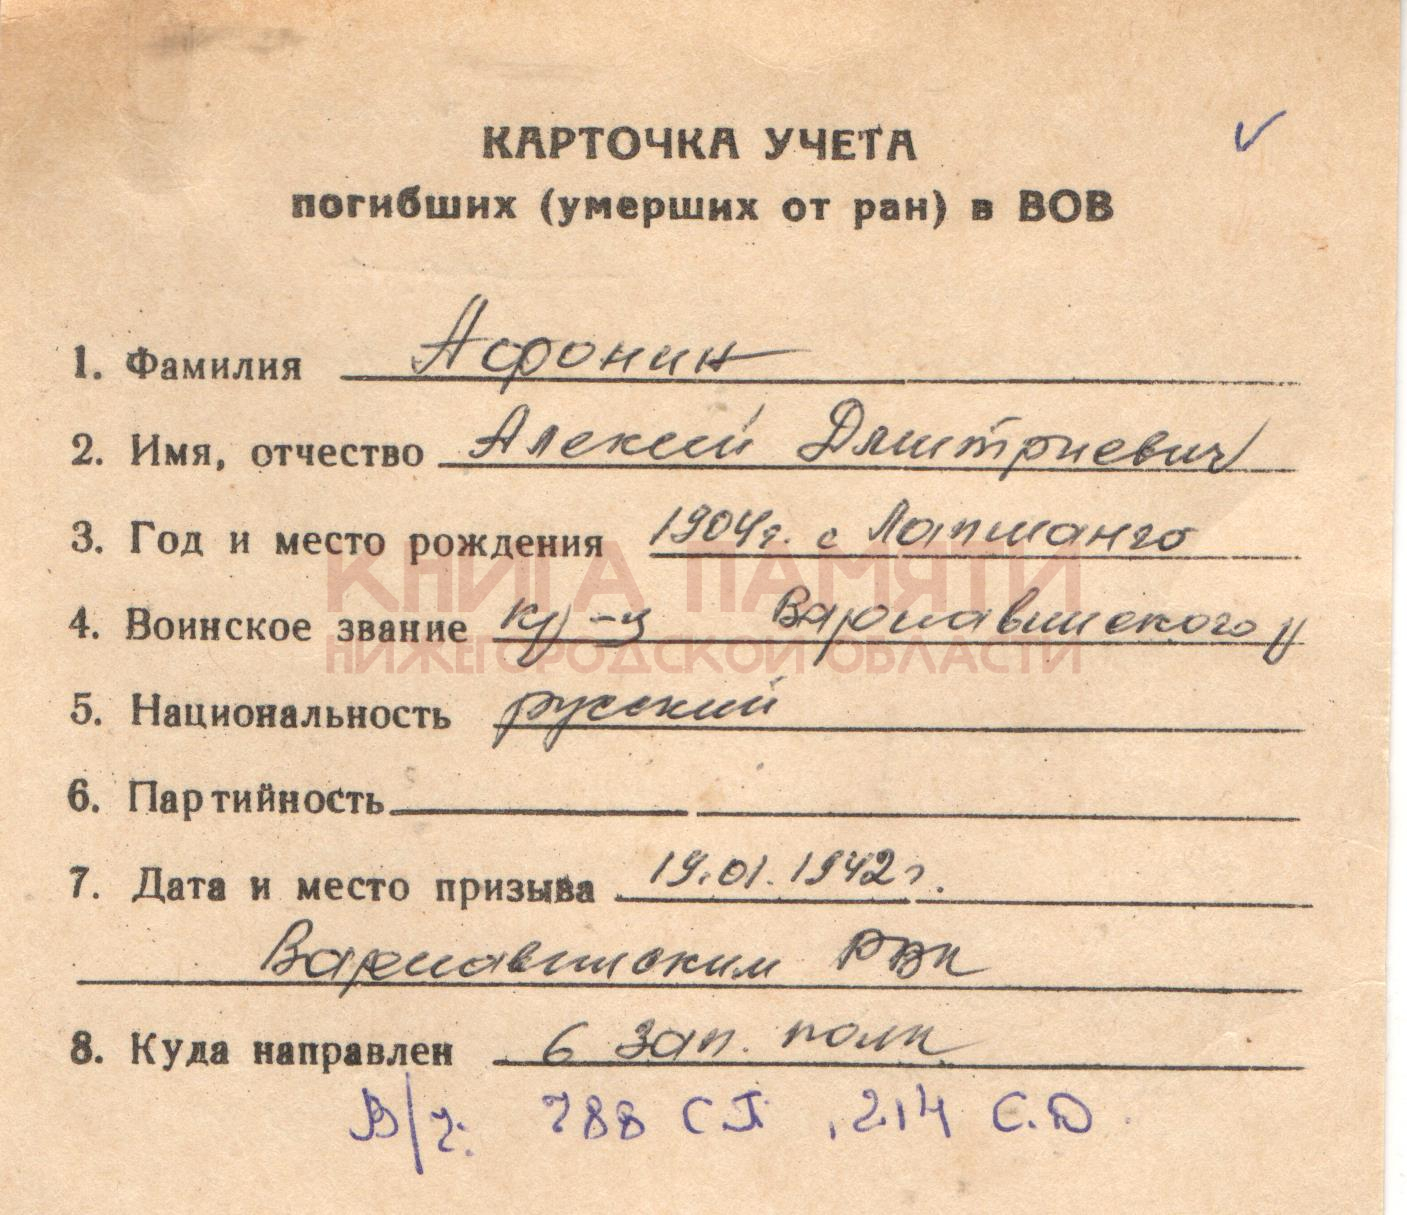 КАРТОЧКА УЧЕТА
погибших (умерших от ран) в ВОВ
1. Фамилия Афонин
2. Имя, отчество Алексей Дмитриевич
3. Год и место рождения 1904г. с Лапшанго
КНИГА ПАМЯТИ
4. Воинское звание кр-ц Варнавинского р
НИЖЕГОРОДСКОЙ ОБЛАСТИ
5. Национальность русский
6. Партийность
7. Дата и место призыва 19.01.1942г.
Варнавинским РВК
8. Куда направлен 6 зап. полк
В/ч. 788 СП, 214 С.Д.